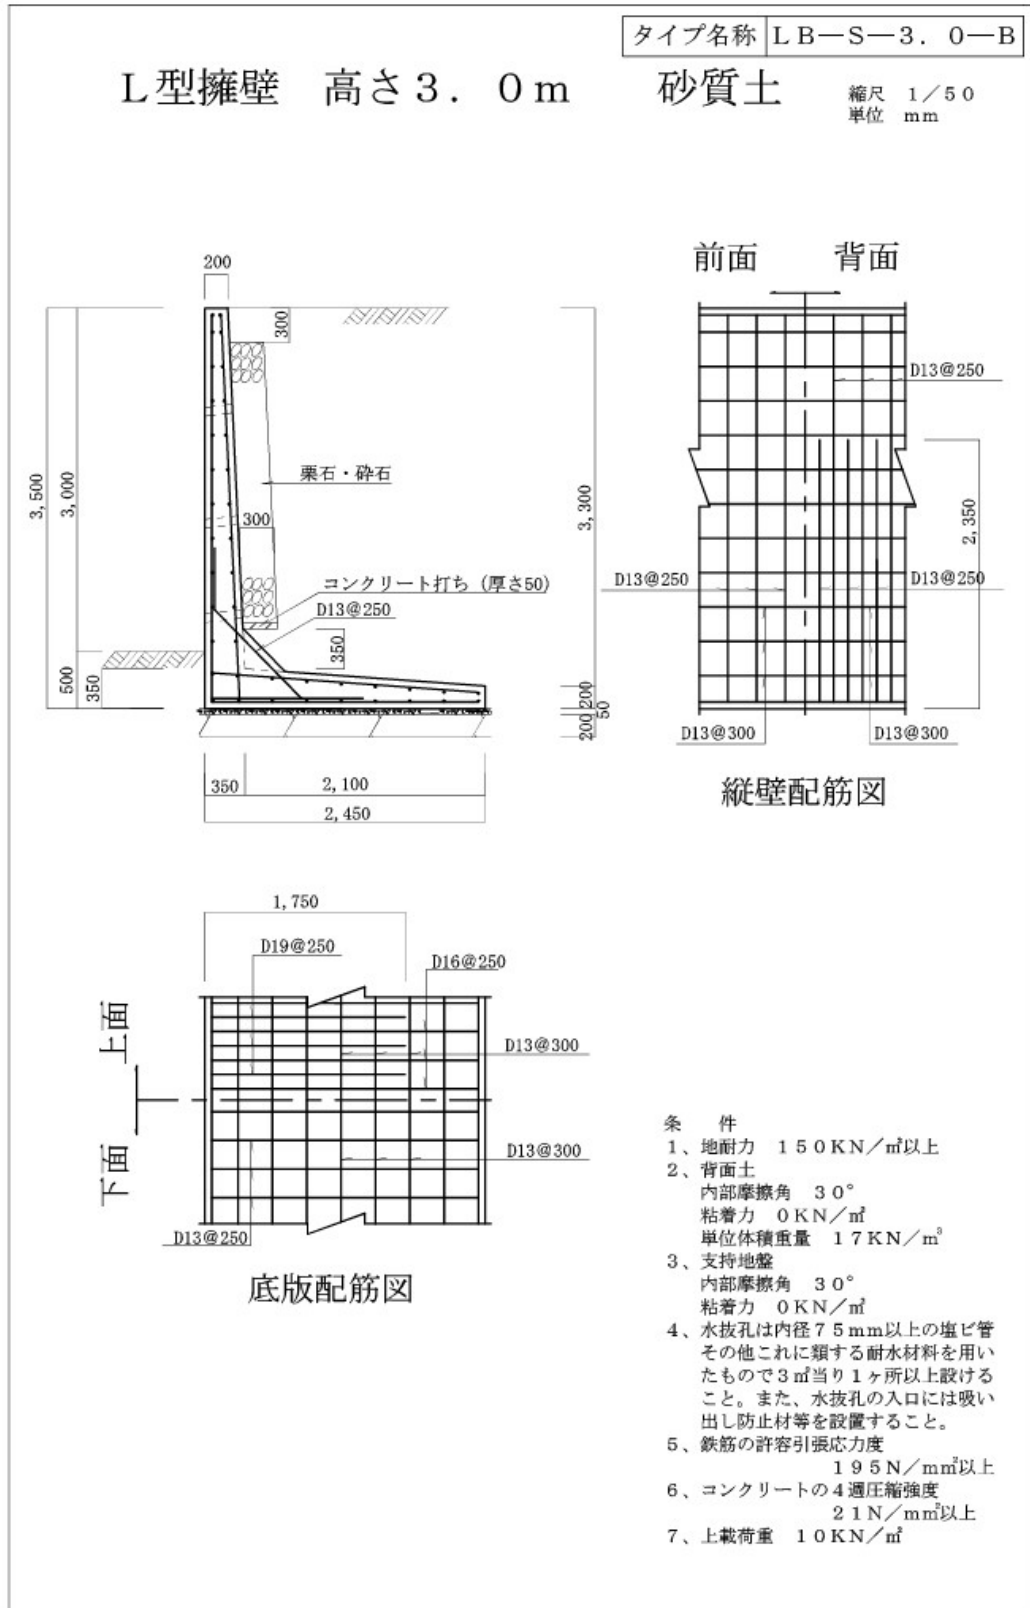 タイプ名称 LB―S―3．0―B
L型擁壁　高さ3．0m　砂質土
縮尺　1／50
単位　mm
前面　背面
200
300
D13@250
3,500
3,000
栗石・砕石
300
3,300
2,350
コンクリート打ち（厚さ50）
D13@250
D13@250
D13@250
350
500
350
200
200
50
D13@300
D13@300
350
2,100
2,450
縦壁配筋図
1,750
D19@250
D16@250
上面
D13@300
下面
D13@300
D13@250
底版配筋図
条　件
1、地耐力　150KN／㎡以上
2、背面土
内部摩擦角　30°
粘着力　0KN／㎡
単位体積重量　17KN／m³
3、支持地盤
内部摩擦角　30°
粘着力　0KN／㎡
4、水抜孔は内径75mm以上の塩ビ管
その他これに類する耐水材料を用い
たもので3㎡当り1ヶ所以上設ける
こと。また、水抜孔の入口には吸い
出し防止材等を設置すること。
5、鉄筋の許容引張応力度
195N／mm²以上
6、コンクリートの4週圧縮強度
21N／mm²以上
7、上載荷重　10KN／㎡